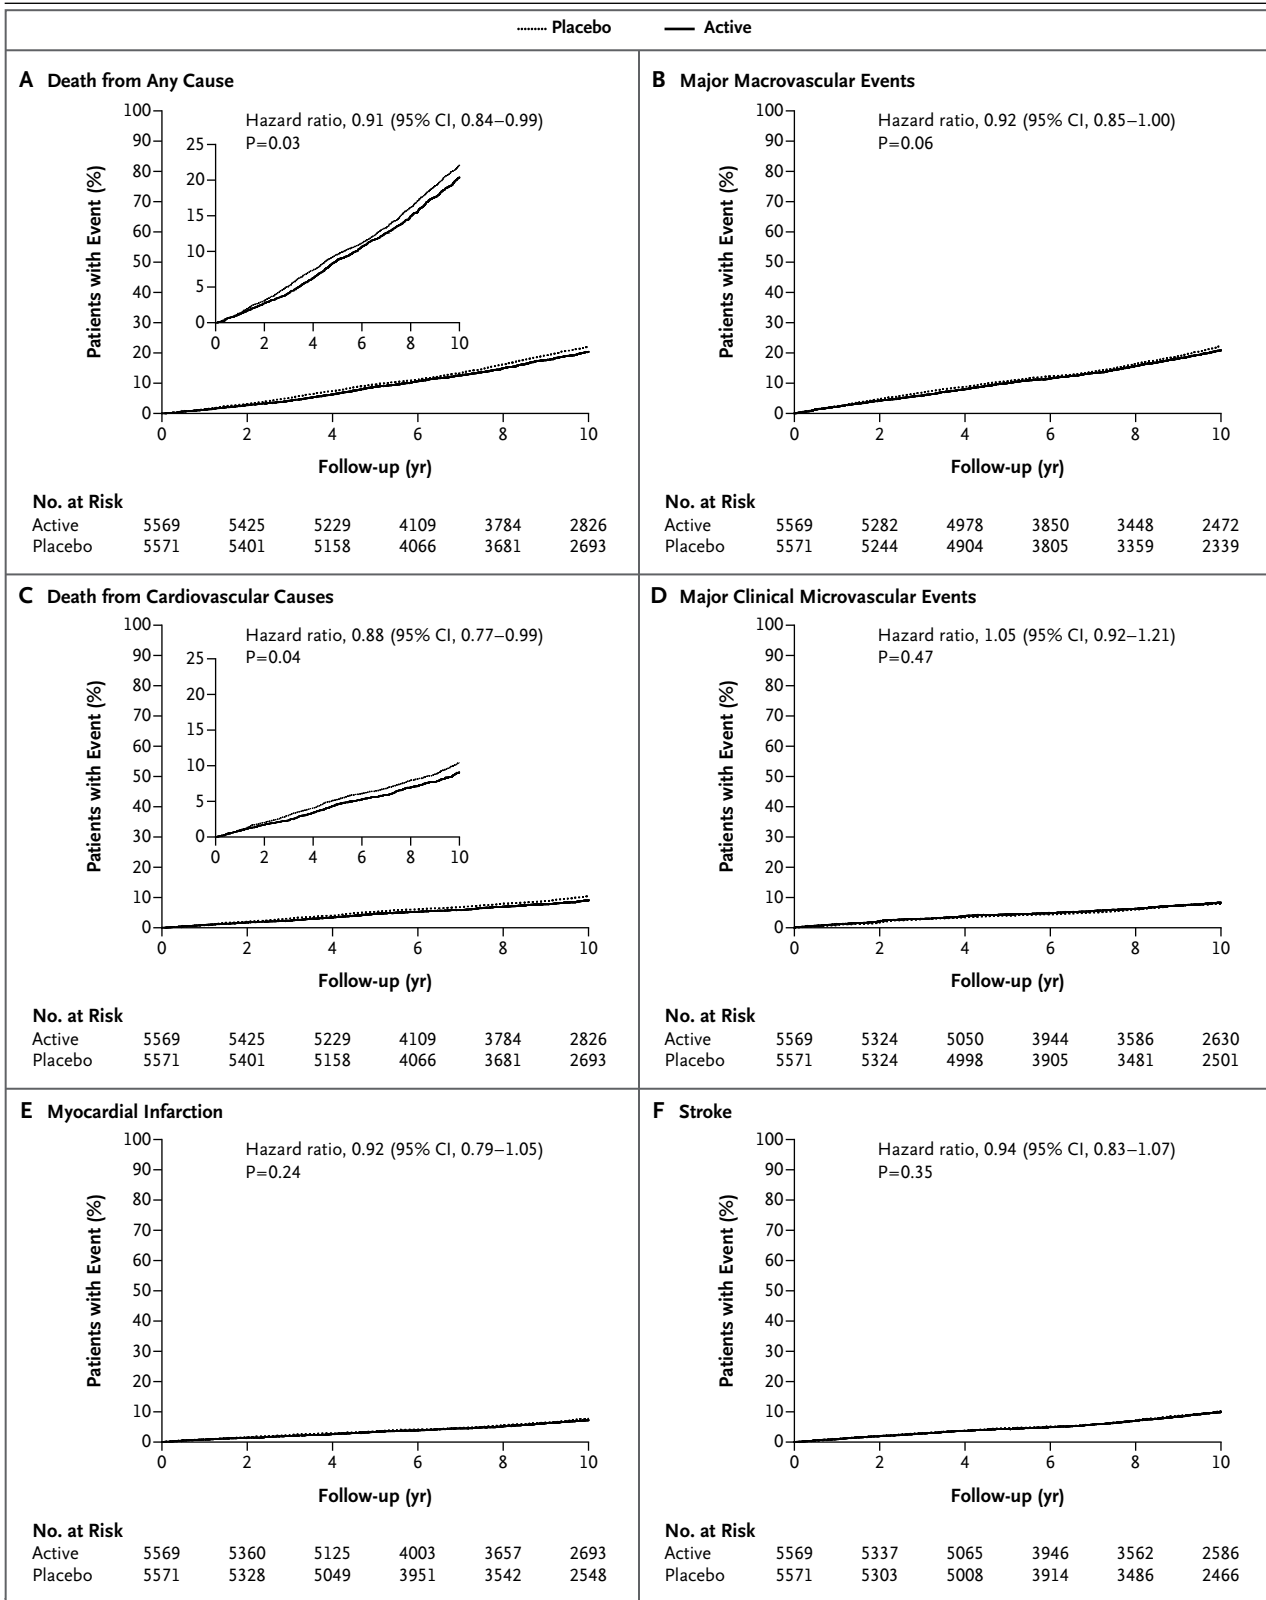 Placebo Active
A Death from Any Cause
Hazard ratio, 0.91 (95% CI, 0.84–0.99)
P=0.03
Patients with Event (%)
100
90
80
70
60
50
40
30
20
10
0
25
20
15
10
5
0
0 2 4 6 8 10
0 2 4 6 8 10
Follow-up (yr)
No. at Risk
Active 5569 5425 5229 4109 3784 2826
Placebo 5571 5401 5158 4066 3681 2693
B Major Macrovascular Events
Hazard ratio, 0.92 (95% CI, 0.85–1.00)
P=0.06
Patients with Event (%)
100
90
80
70
60
50
40
30
20
10
0
0 2 4 6 8 10
Follow-up (yr)
No. at Risk
Active 5569 5282 4978 3850 3448 2472
Placebo 5571 5244 4904 3805 3359 2339
C Death from Cardiovascular Causes
Hazard ratio, 0.88 (95% CI, 0.77–0.99)
P=0.04
Patients with Event (%)
100
90
80
70
60
50
40
30
20
10
0
25
20
15
10
5
0
0 2 4 6 8 10
0 2 4 6 8 10
Follow-up (yr)
No. at Risk
Active 5569 5425 5229 4109 3784 2826
Placebo 5571 5401 5158 4066 3681 2693
D Major Clinical Microvascular Events
Hazard ratio, 1.05 (95% CI, 0.92–1.21)
P=0.47
Patients with Event (%)
100
90
80
70
60
50
40
30
20
10
0
0 2 4 6 8 10
Follow-up (yr)
No. at Risk
Active 5569 5324 5050 3944 3586 2630
Placebo 5571 5324 4998 3905 3481 2501
E Myocardial Infarction
Hazard ratio, 0.92 (95% CI, 0.79–1.05)
P=0.24
Patients with Event (%)
100
90
80
70
60
50
40
30
20
10
0
0 2 4 6 8 10
Follow-up (yr)
No. at Risk
Active 5569 5360 5125 4003 3657 2693
Placebo 5571 5328 5049 3951 3542 2548
F Stroke
Hazard ratio, 0.94 (95% CI, 0.83–1.07)
P=0.35
Patients with Event (%)
100
90
80
70
60
50
40
30
20
10
0
0 2 4 6 8 10
Follow-up (yr)
No. at Risk
Active 5569 5337 5065 3946 3562 2586
Placebo 5571 5303 5008 3914 3486 2466